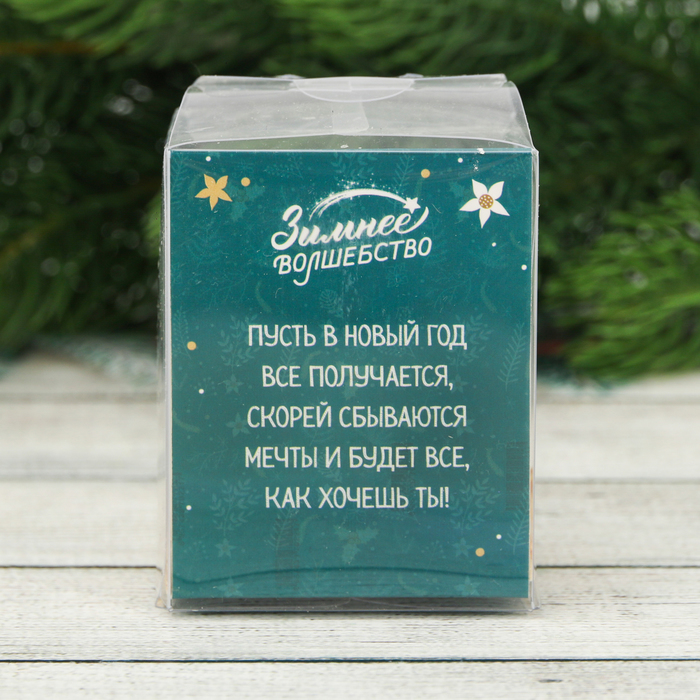 Зимнее
ВОЛШЕБСТВО
ПУСТЬ В НОВЫЙ ГОД
ВСЕ ПОЛУЧАЕТСЯ,
СКОРЕЙ СБЫВАЮТСЯ
МЕЧТЫ И БУДЕТ ВСЕ,
КАК ХОЧЕШЬ ТЫ!